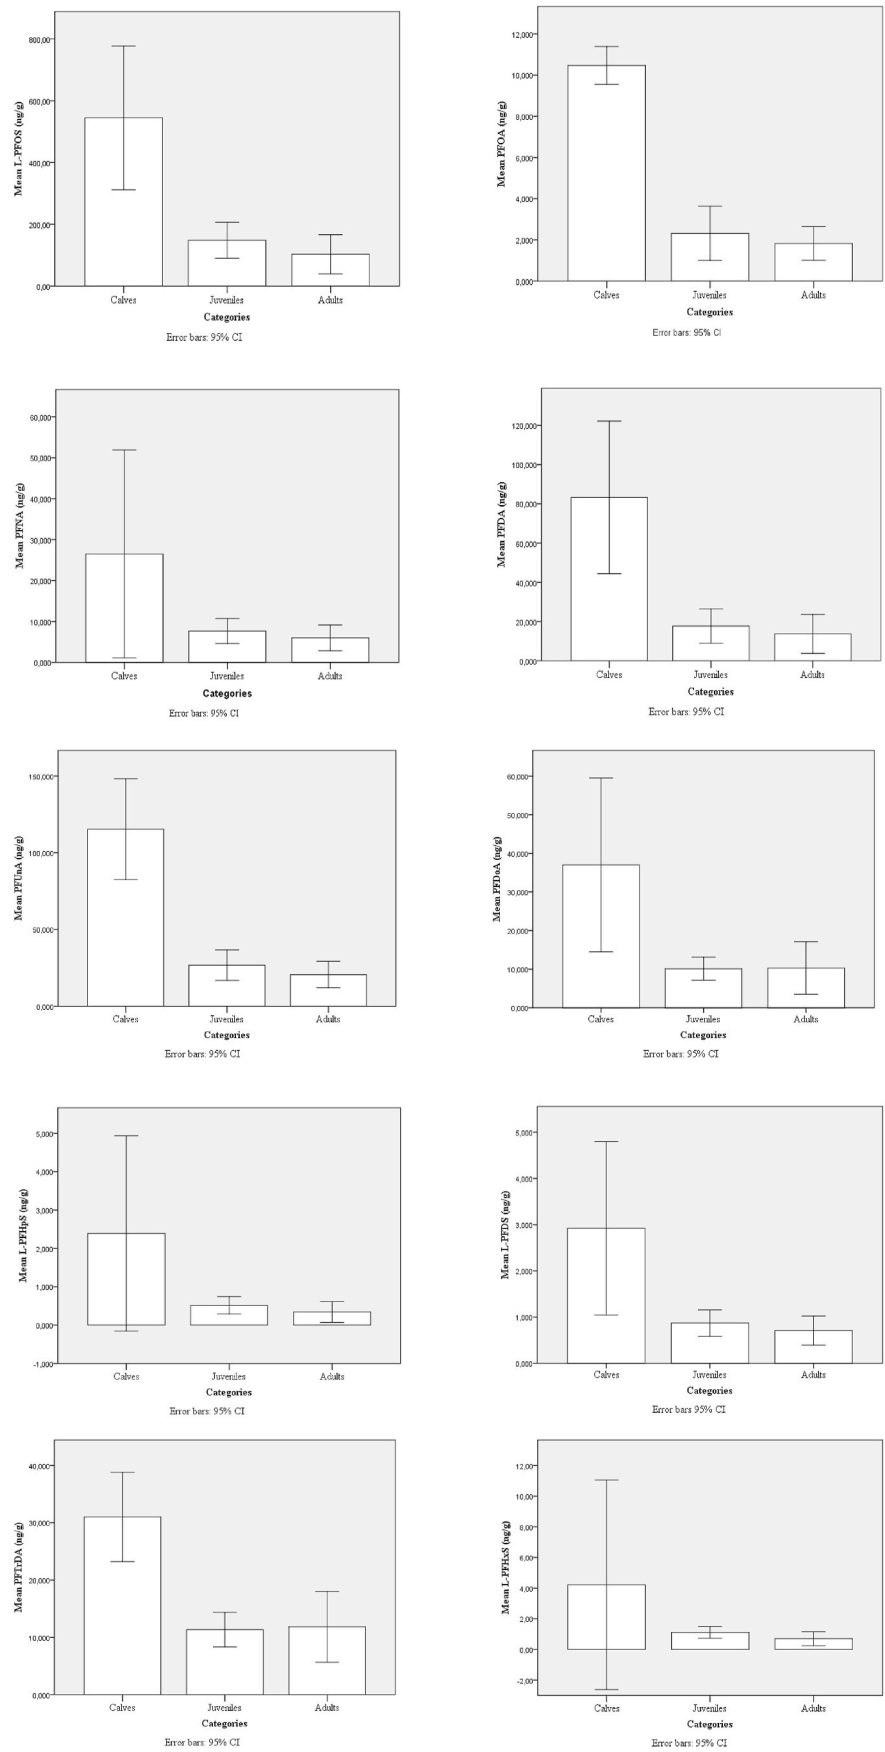 Mean L-PFOS (ng/g)
800,00
600,00
400,00
200,00
0,00
Calves Juveniles Adults
Categories
Error bars: 95% CI
Mean PFOA (ng/g)
12,000
10,000
8,000
6,000
4,000
2,000
0,000
Calves Juveniles Adults
Categories
Error bars: 95% CI
Mean PFNA (ng/g)
60,000
50,000
40,000
30,000
20,000
10,000
0,000
Calves Juveniles Adults
Categories
Error bars: 95% CI
Mean PFDA (ng/g)
120,000
100,000
80,000
60,000
40,000
20,000
0,000
Calves Juveniles Adults
Categories
Error bars: 95% CI
Mean PFUnA (ng/g)
150,000
100,000
50,000
0,000
Calves Juveniles Adults
Categories
Error bars: 95% CI
Mean PFDoA (ng/g)
60,000
50,000
40,000
30,000
20,000
10,000
0,000
Calves Juveniles Adults
Categories
Error bars: 95% CI
Mean L-PFHpS (ng/g)
5,000
4,000
3,000
2,000
1,000
0,000
-1,000
Calves Juveniles Adults
Categories
Error bars: 95% CI
Mean L-PFDS (ng/g)
5,000
4,000
3,000
2,000
1,000
0,000
Calves Juveniles Adults
Categories
Error bars 95% CI
Mean PFTrDA (ng/g)
40,000
30,000
20,000
10,000
0,000
Calves Juveniles Adults
Categories
Error bars: 95% CI
Mean L-PFHxS (ng/g)
12,00
10,00
8,00
6,00
4,00
2,00
0,00
-2,00
Calves Juveniles Adults
Categories
Error bars: 95% CI